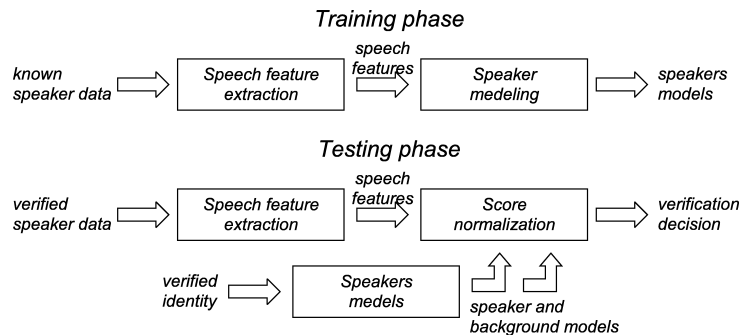 Training phase
known
speaker data
Speech feature
extraction
speech
features
Speaker
medeling
speakers
models
Testing phase
verified
speaker data
Speech feature
extraction
speech
features
Score
normalization
verification
decision
verified
identity
Speakers
medels
speaker and
background models